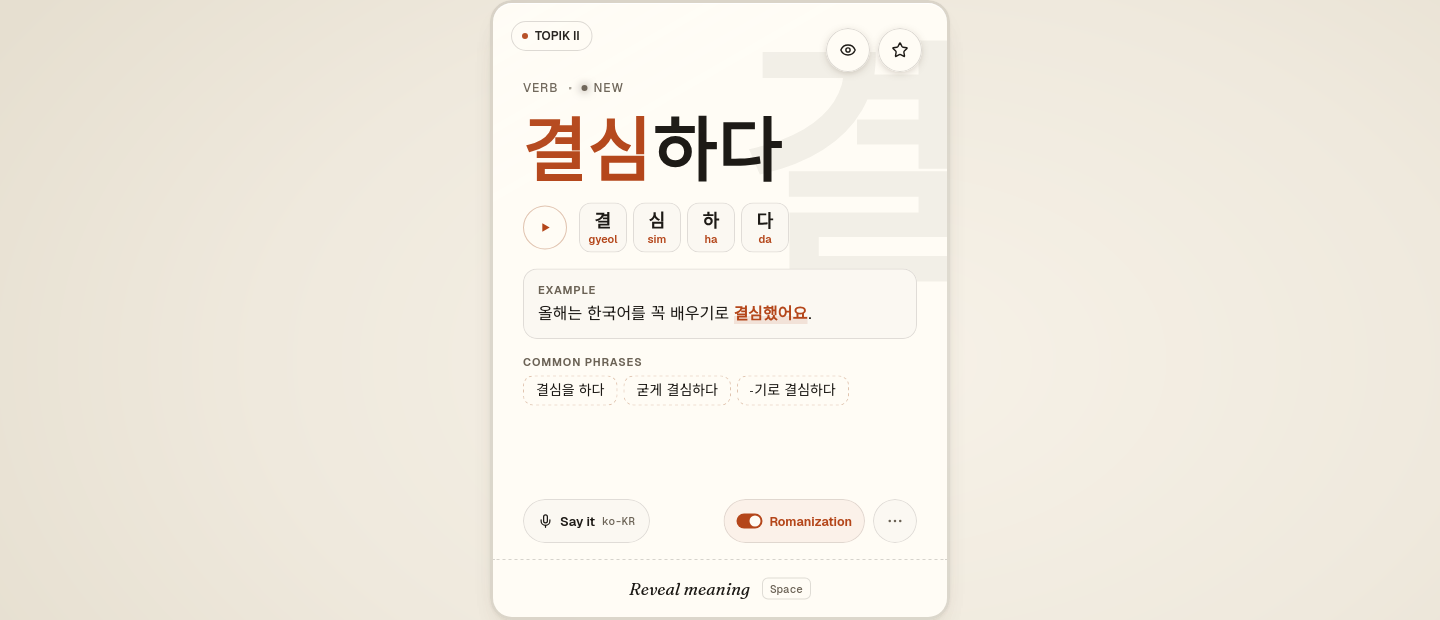 TOPIK II
VERB · NEW
결심하다
결 심 하 다
gyeol sim ha da
EXAMPLE
올해는 한국어를 꼭 배우기로 결심했어요.
COMMON PHRASES
결심을 하다 굳게 결심하다 -기로 결심하다
Say it ko-KR Romanization
Reveal meaning Space
결